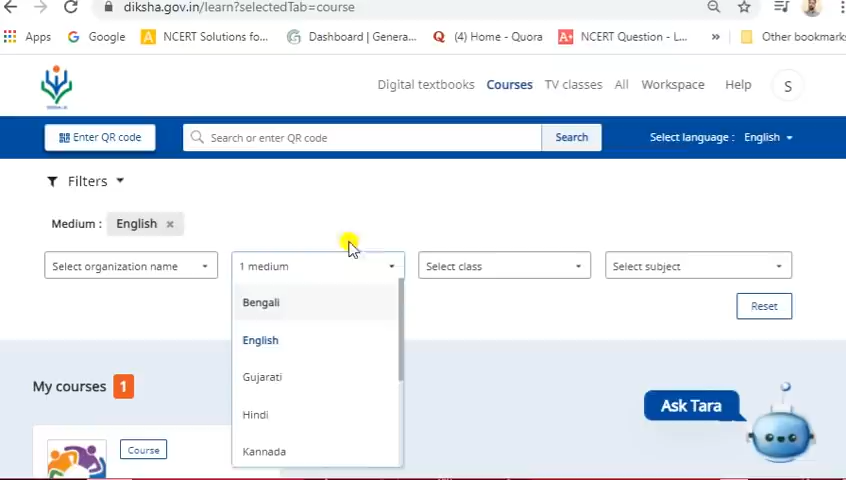 diksha.gov.in/learn?selectedTab=course
Apps Google NCERT Solutions fo... Dashboard | Genera... (4) Home - Quora NCERT Question - L... » Other bookmarks
Digital textbooks Courses TV classes All Workspace Help S
Enter QR code Search or enter QR code Search Select language : English
Filters
Medium : English ×
Select organization name 1 medium Select class Select subject
Bengali
Reset
English
Gujarati
My courses 1
Ask Tara
Hindi
Course
Kannada